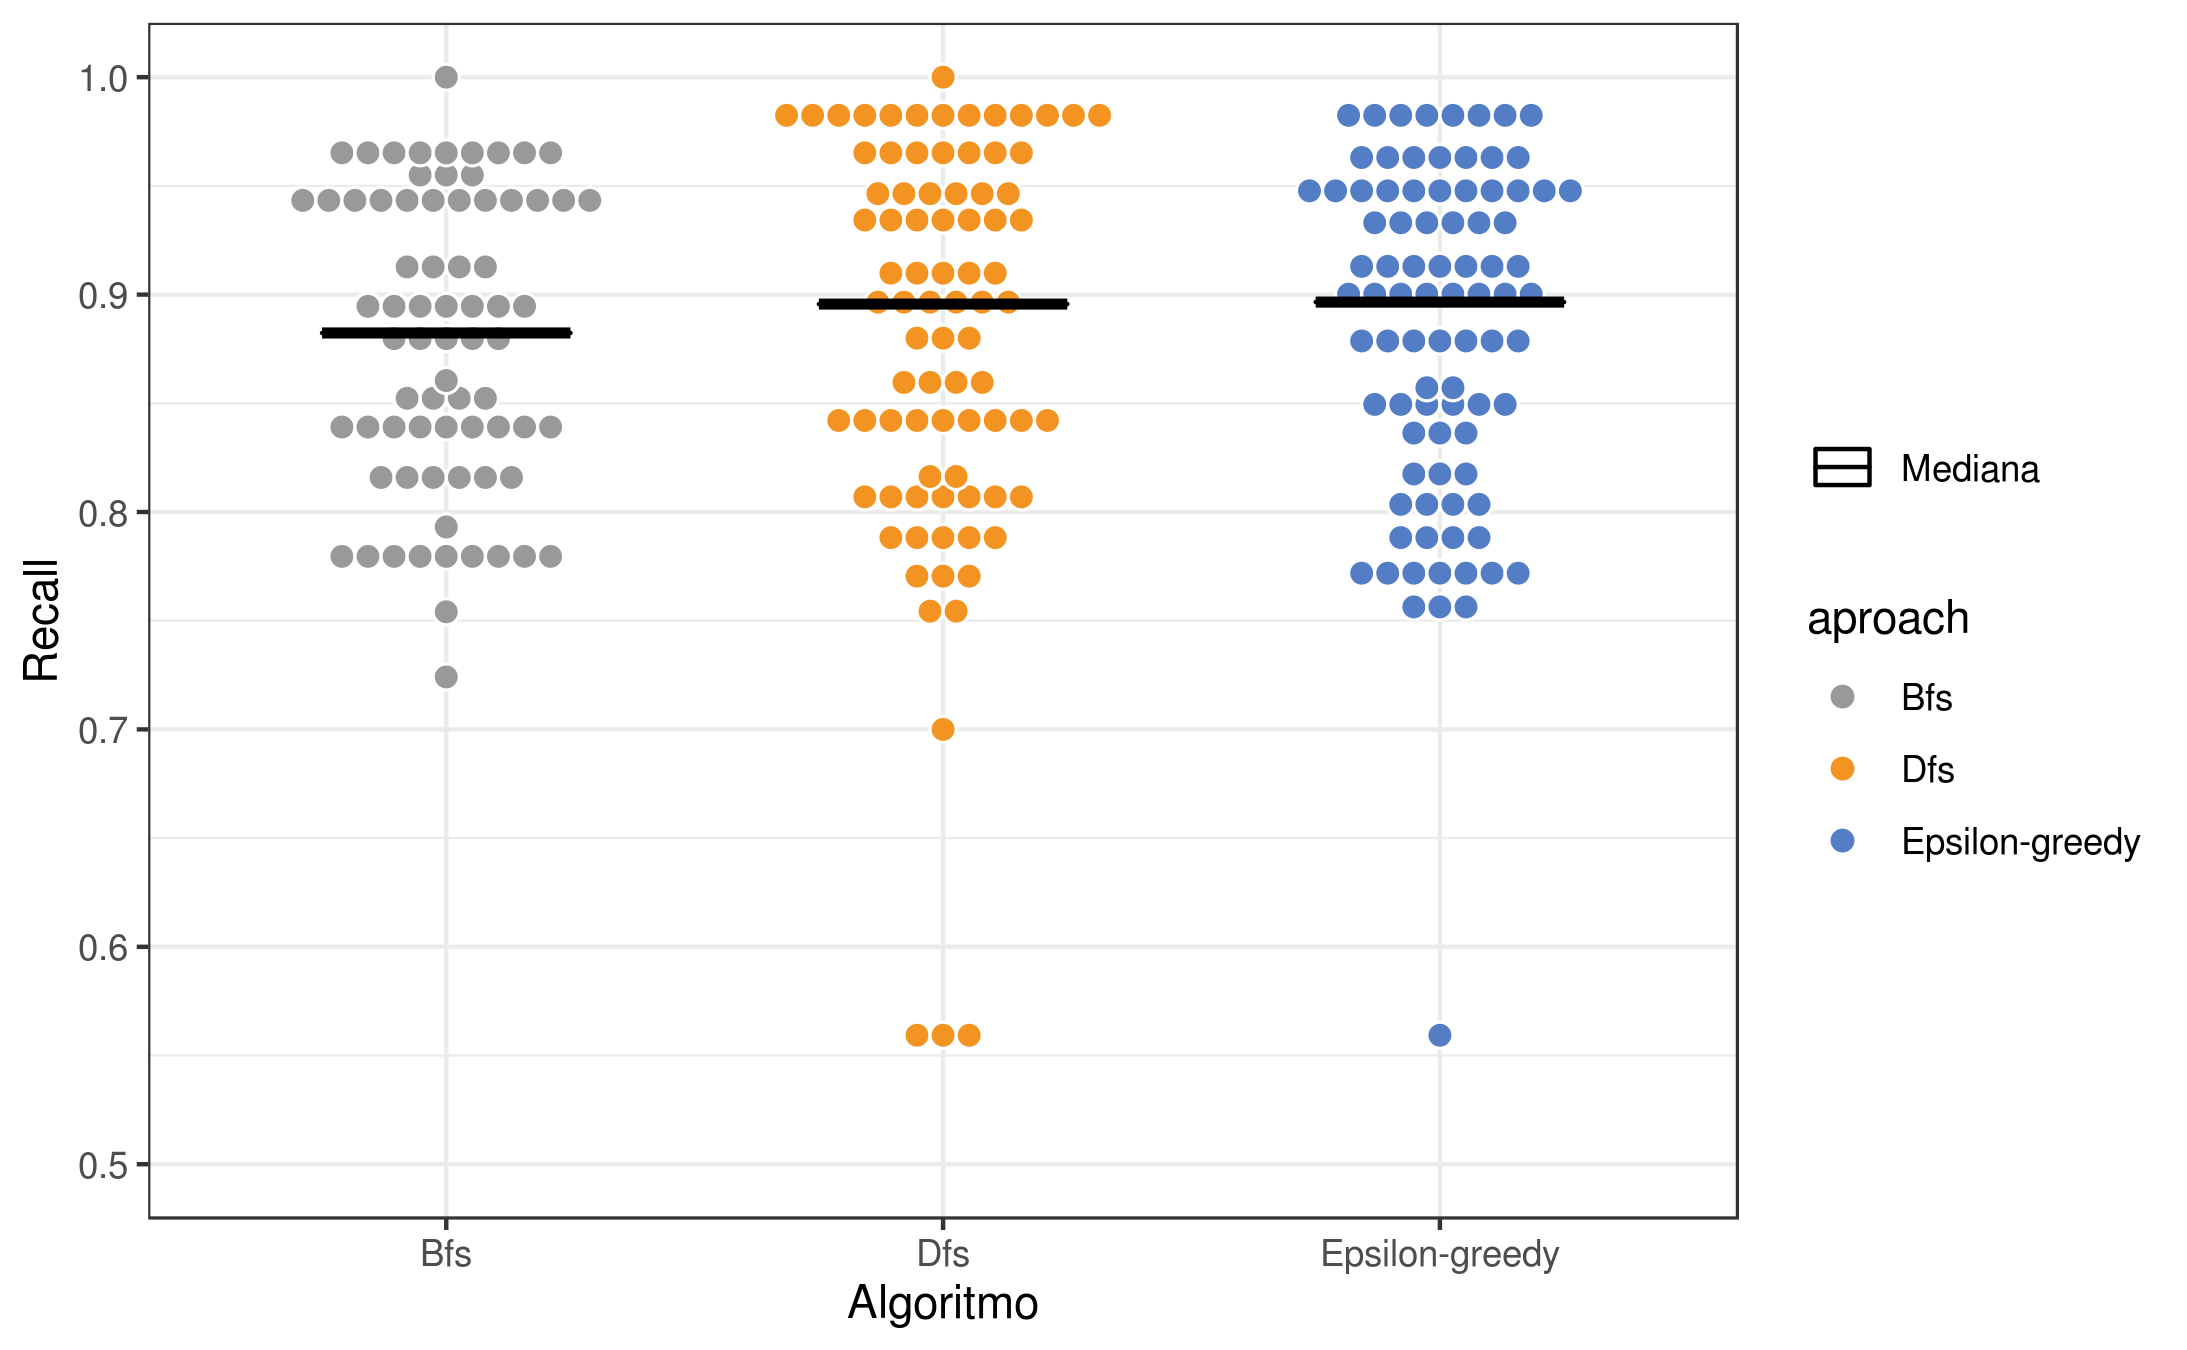 Recall
1.0
0.9
0.8
0.7
0.6
0.5
Bfs
Dfs
Epsilon-greedy
Algoritmo
Mediana
aproach
Bfs
Dfs
Epsilon-greedy